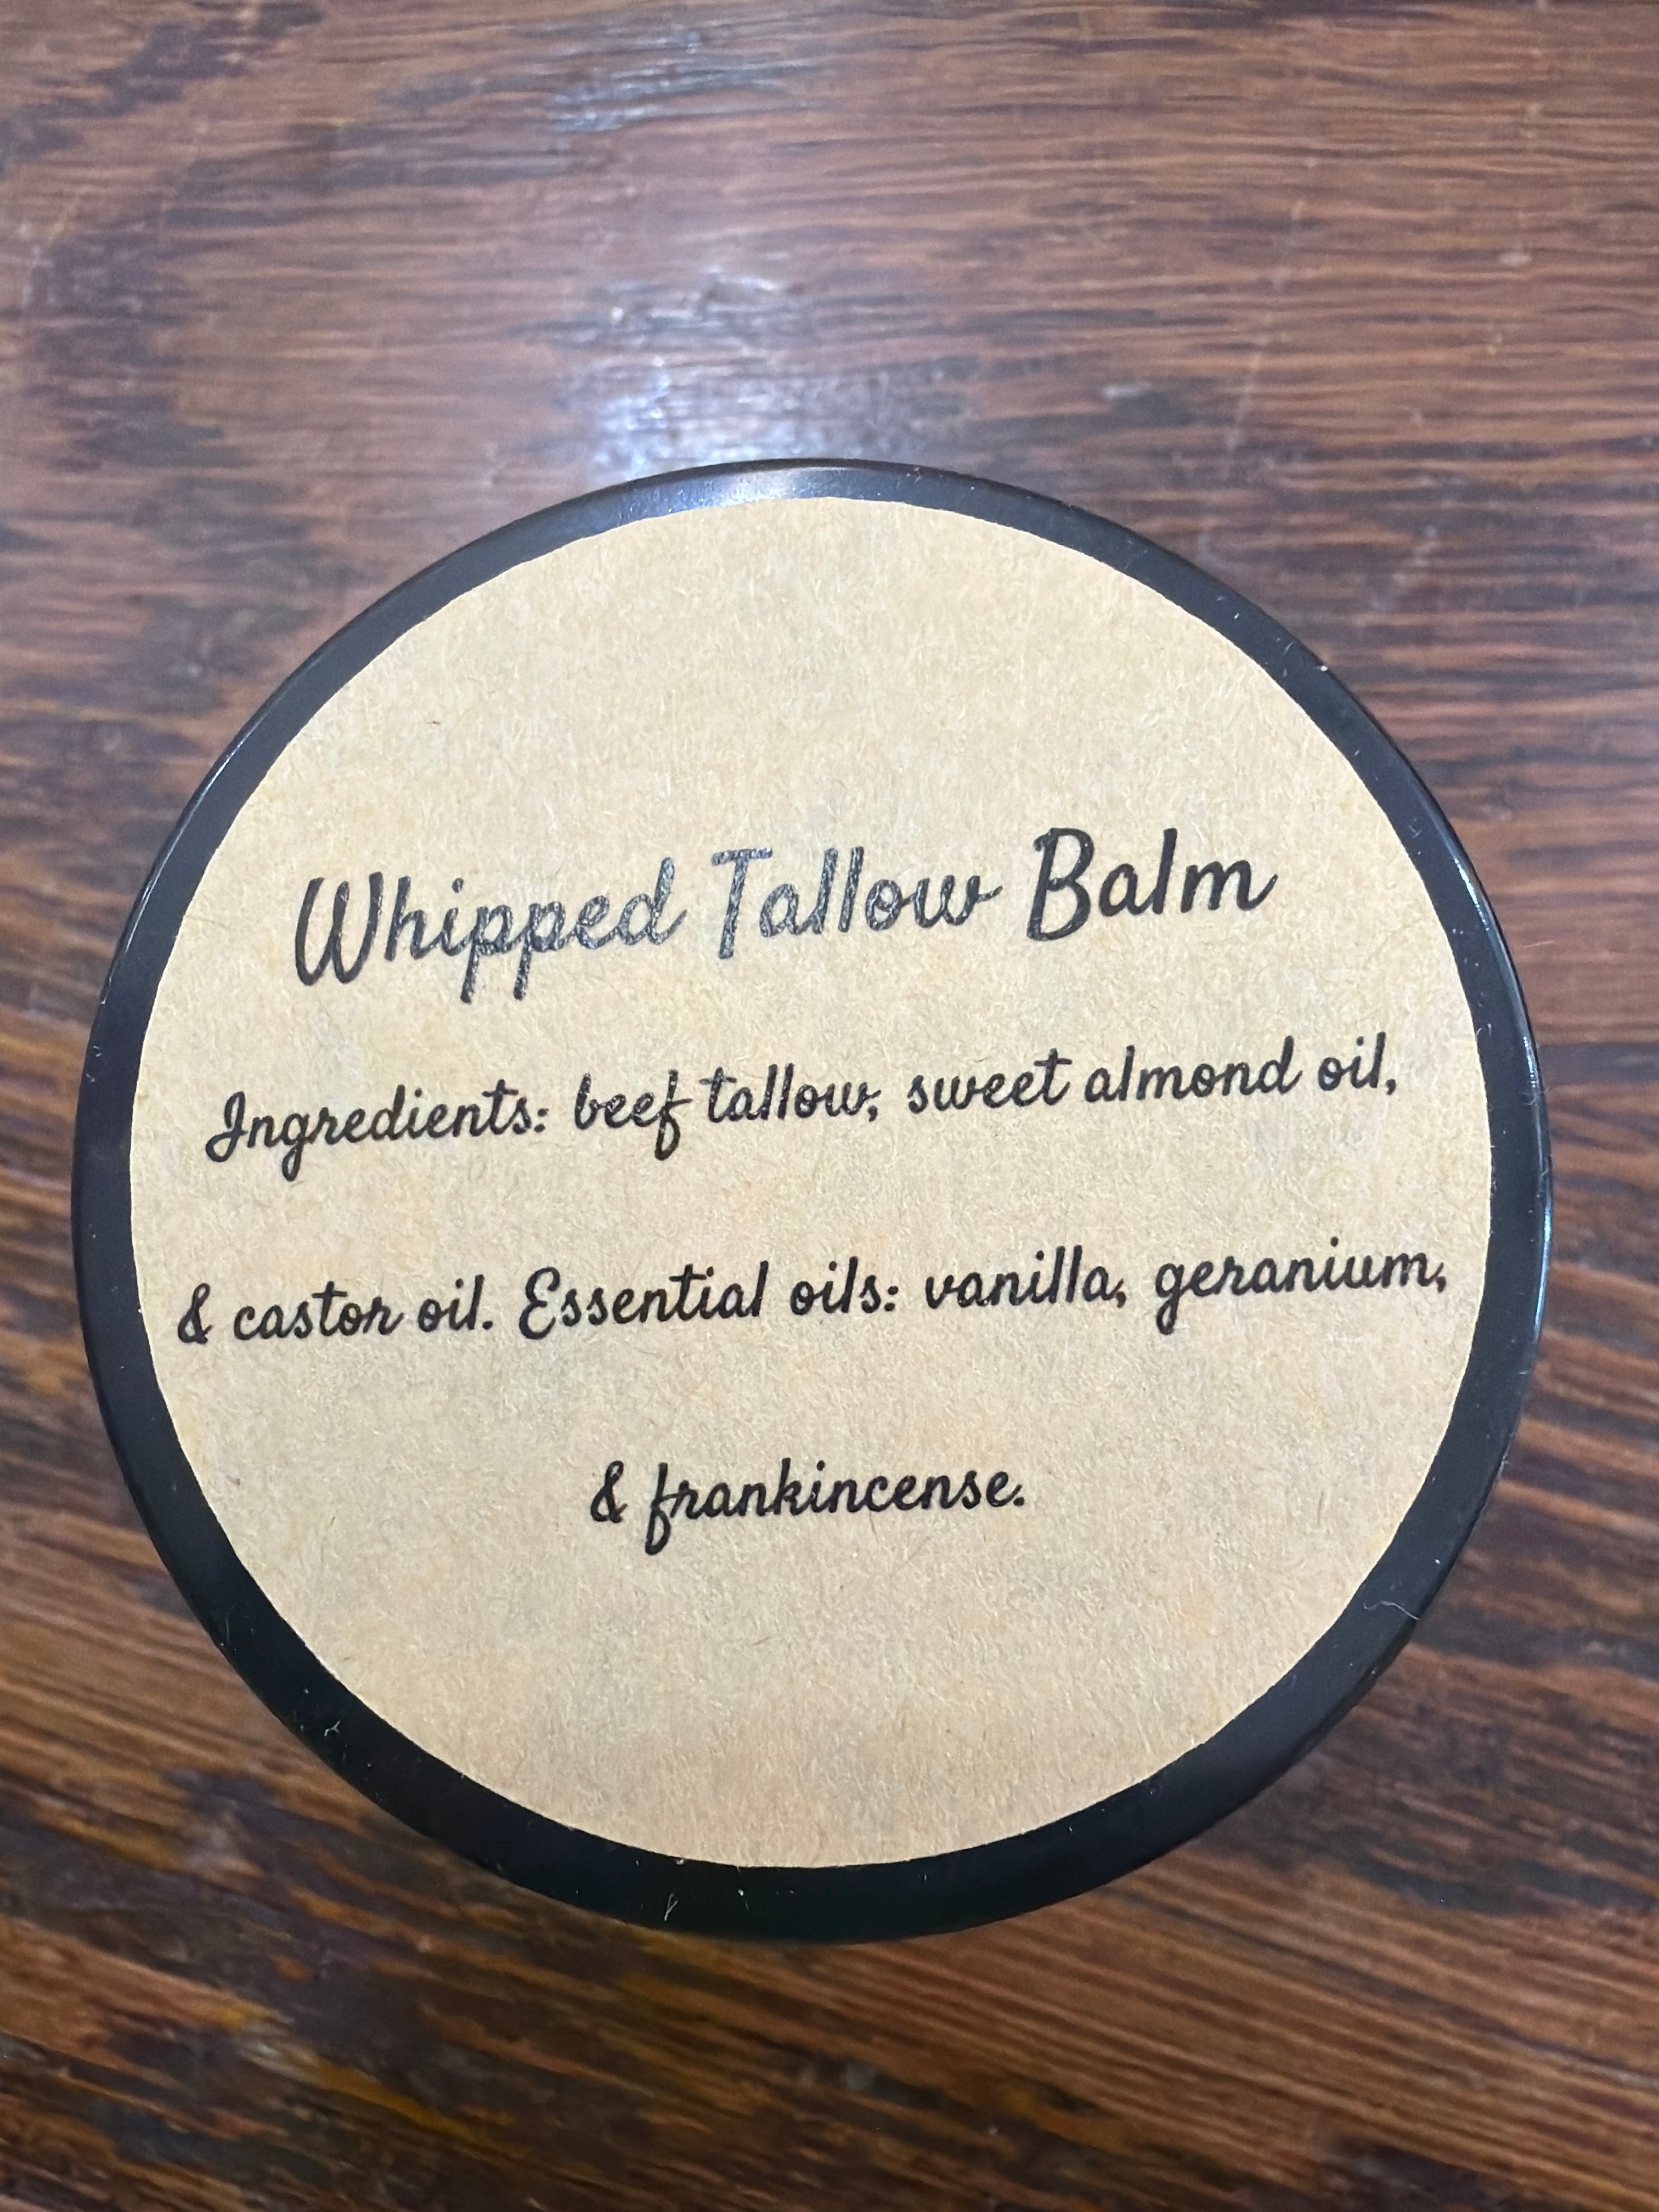 Whipped Tallow Balm
Ingredients: beef tallow, sweet almond oil,
& castor oil. Essential oils: vanilla, geranium,
& frankincense.